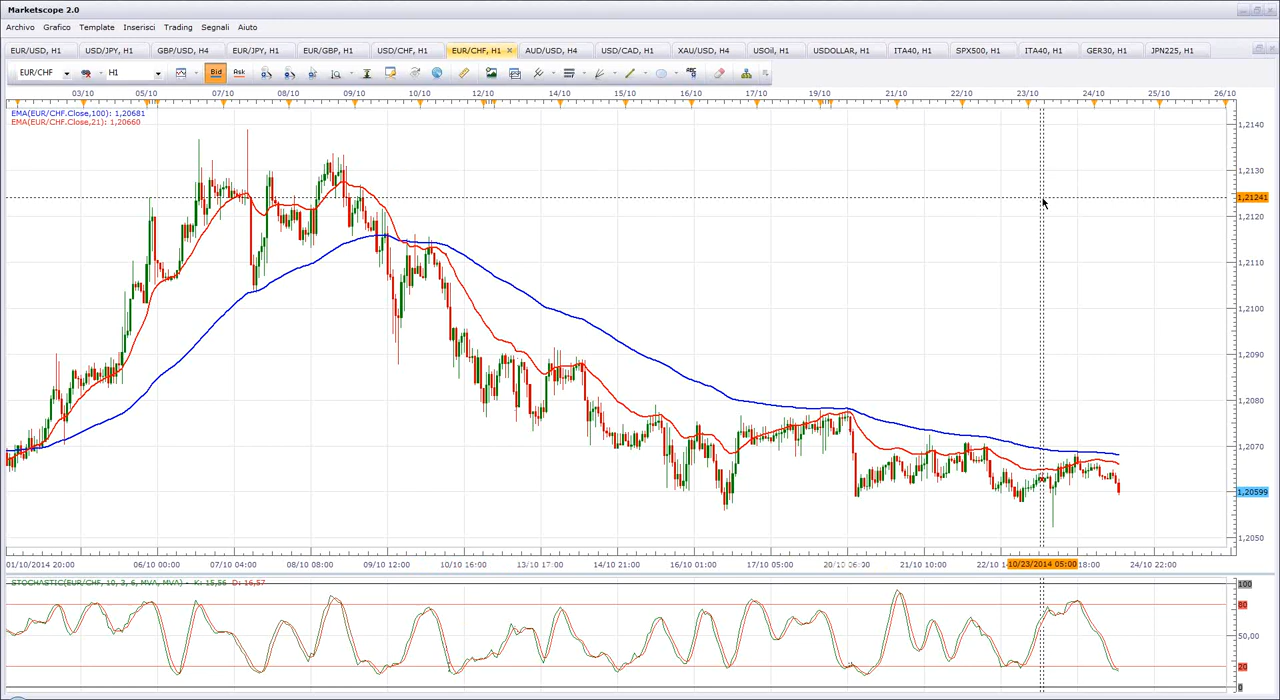 Marketscope 2.0
Archivo Grafico Template Inserisci Trading Segnali Aiuto
EUR/USD, H1 USD/JPY, H1 GBP/USD, H4 EUR/JPY, H1 EUR/GBP, H1 USD/CHF, H1 EUR/CHF, H1 AUD/USD, H4 USD/CAD, H1 XAU/USD, H4 USOil, H1 USDOLLAR, H1 ITA40, H1 SPX500, H1 ITA40, H1 GER30, H1 JPN225, H1
EUR/CHF H1 Bid Ask
03/10 05/10 07/10 08/10 09/10 10/10 12/10 14/10 15/10 16/10 17/10 19/10 21/10 22/10 23/10 24/10 25/10 26/10
EMA(EUR/CHF.Close,100): 1,20681
EMA(EUR/CHF.Close,21): 1,20660
1,2140
1,2130
1,21241
1,2120
1,2110
1,2100
1,2090
1,2080
1,2070
1,20599
1,2050
01/10/2014 20:00 06/10 00:00 07/10 04:00 08/10 08:00 09/10 12:00 10/10 16:00 13/10 17:00 14/10 21:00 16/10 01:00 17/10 05:00 20/10 06:00 21/10 10:00 22/10 10/23/2014 05:00 18:00 24/10 22:00
STOCHASTIC(EUR/CHF, 10, 3, 6, MVA, MVA) - K: 15,56 D: 16,57
100
80
50,00
20
0